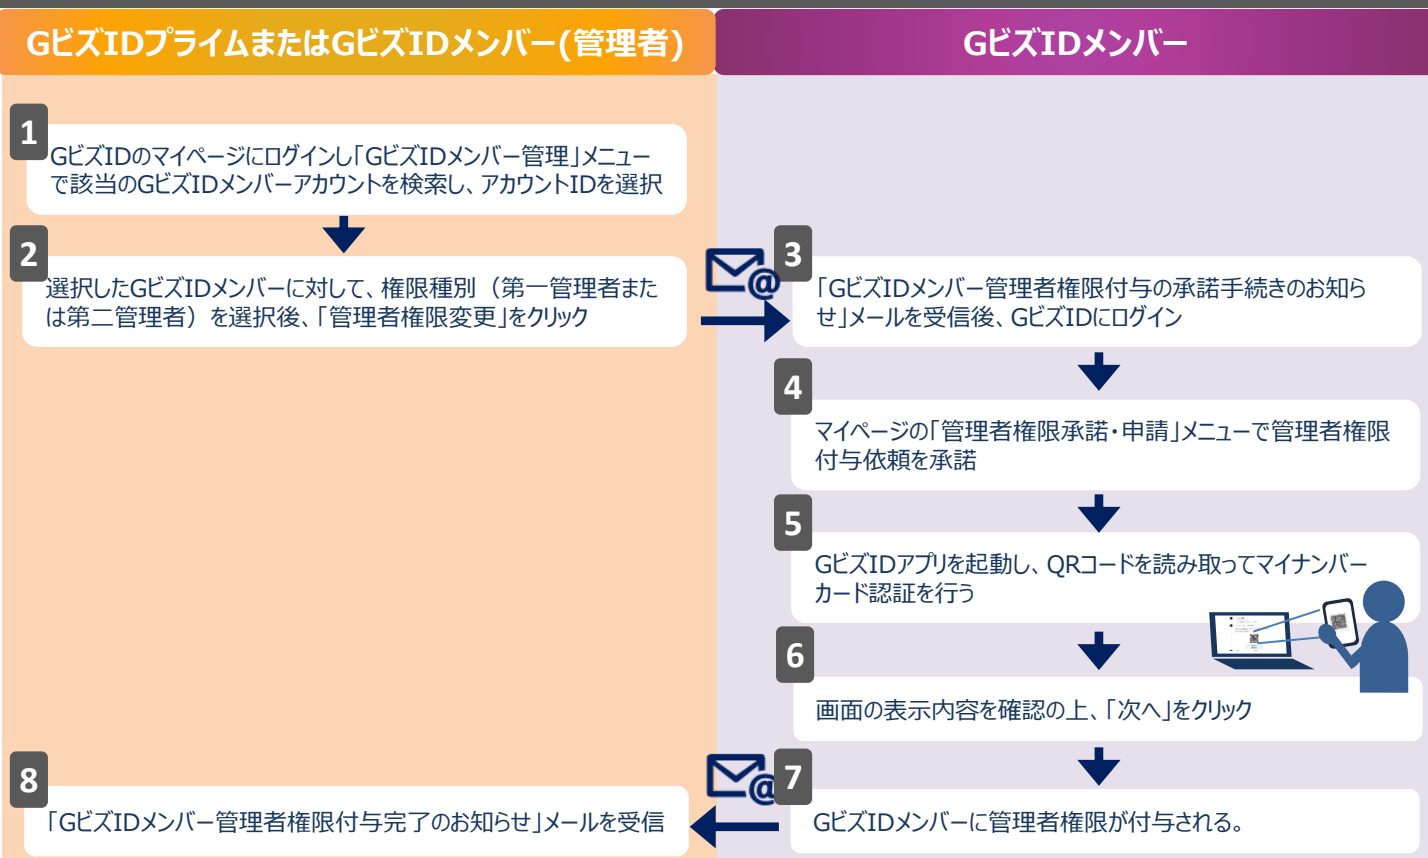 GビズIDプライムまたはGビズIDメンバー(管理者)
GビズIDメンバー
1
GビズIDのマイページにログインし「GビズIDメンバー管理」メニュー
で該当のGビズIDメンバーアカウントを検索し、アカウントIDを選択
2
選択したGビズIDメンバーに対して、権限種別（第一管理者また
は第二管理者）を選択後、「管理者権限変更」をクリック
3
「GビズIDメンバー管理者権限付与の承諾手続きのお知ら
せ」メールを受信後、GビズIDにログイン
4
マイページの「管理者権限承諾・申請」メニューで管理者権限
付与依頼を承諾
5
GビズIDアプリを起動し、QRコードを読み取ってマイナンバー
カード認証を行う
6
画面の表示内容を確認の上、「次へ」をクリック
7
GビズIDメンバーに管理者権限が付与される。
8
「GビズIDメンバー管理者権限付与完了のお知らせ」メールを受信